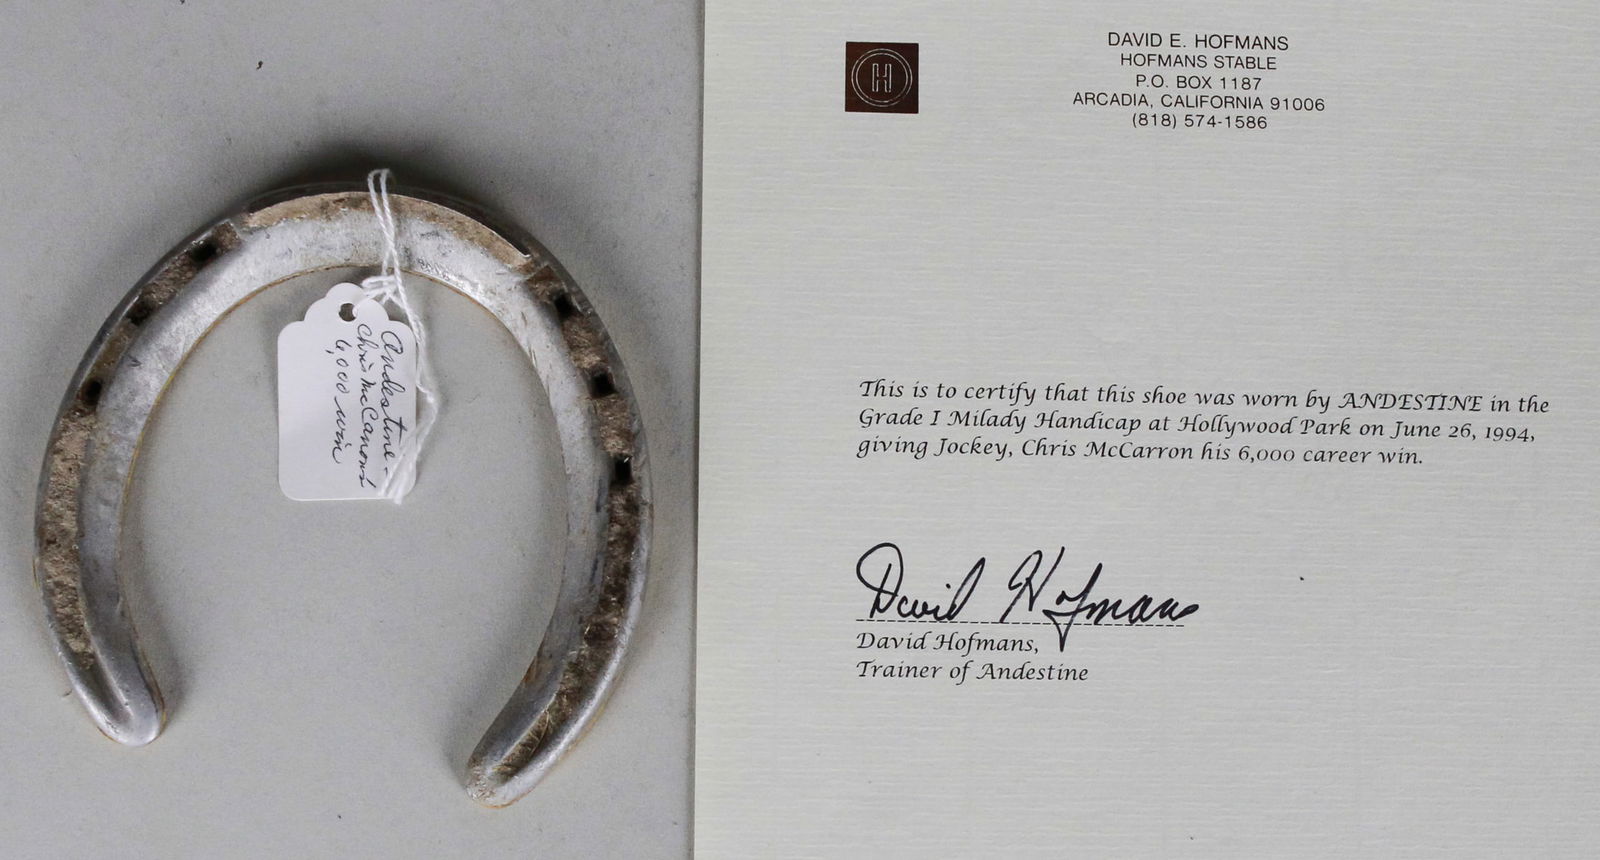 Andestine -
Chris McCarron's
6,000 win
H
DAVID E. HOFMANS
HOFMANS STABLE
P.O. BOX 1187
ARCADIA, CALIFORNIA 91006
(818) 574-1586
This is to certify that this shoe was worn by ANDESTINE in the
Grade I Milady Handicap at Hollywood Park on June 26, 1994,
giving Jockey, Chris McCarron his 6,000 career win.
David Hofmans
David Hofmans,
Trainer of Andestine